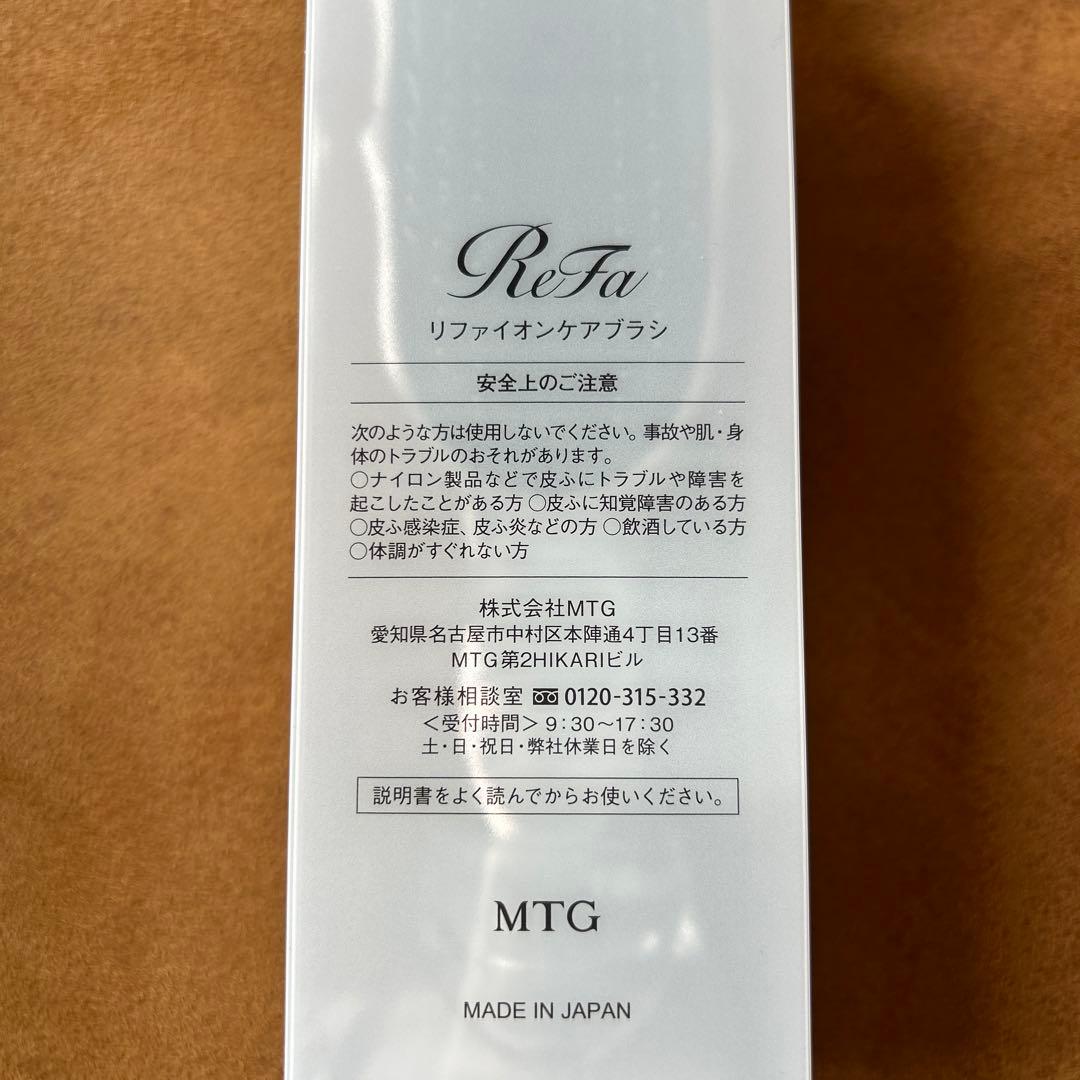 ReFa
リファイオンケアブラシ
安全上のご注意
次のような方は使用しないでください。事故や肌・身
体のトラブルのおそれがあります。
○ナイロン製品などで皮ふにトラブルや障害を
起こしたことがある方 ○皮ふに知覚障害のある方
○皮ふ感染症、皮ふ炎などの方 ○飲酒している方
○体調がすぐれない方
株式会社MTG
愛知県名古屋市中村区本陣通4丁目13番
MTG第2HIKARIビル
お客様相談室 0120-315-332
＜受付時間＞9:30～17:30
土・日・祝日・弊社休業日を除く
説明書をよく読んでからお使いください。
MTG
MADE IN JAPAN